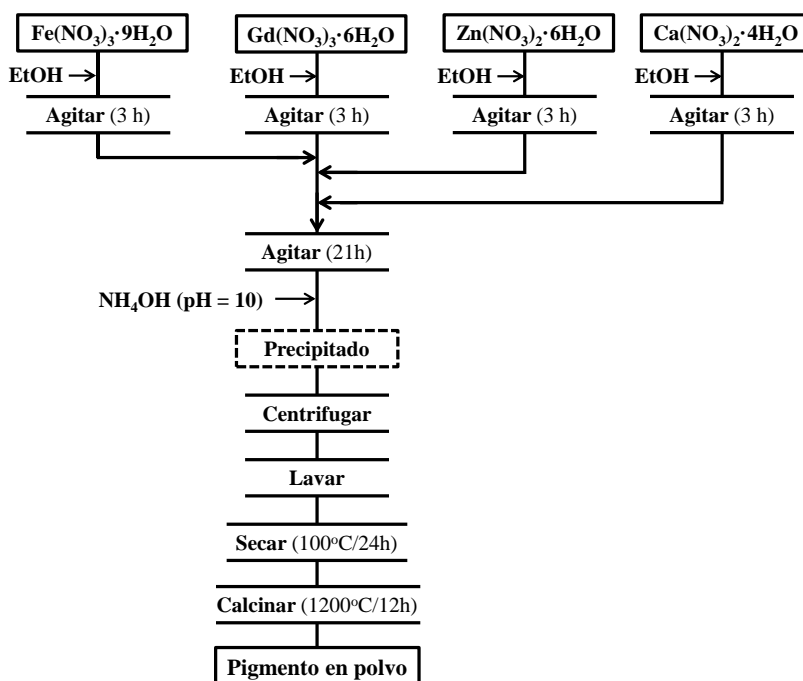 Fe(NO₃)₃·9H₂O
Gd(NO₃)₃·6H₂O
Zn(NO₃)₂·6H₂O
Ca(NO₃)₂·4H₂O
EtOH
EtOH
EtOH
EtOH
Agitar (3 h)
Agitar (3 h)
Agitar (3 h)
Agitar (3 h)
Agitar (21h)
NH₄OH (pH = 10)
Precipitado
Centrifugar
Lavar
Secar (100ºC/24h)
Calcinar (1200ºC/12h)
Pigmento en polvo